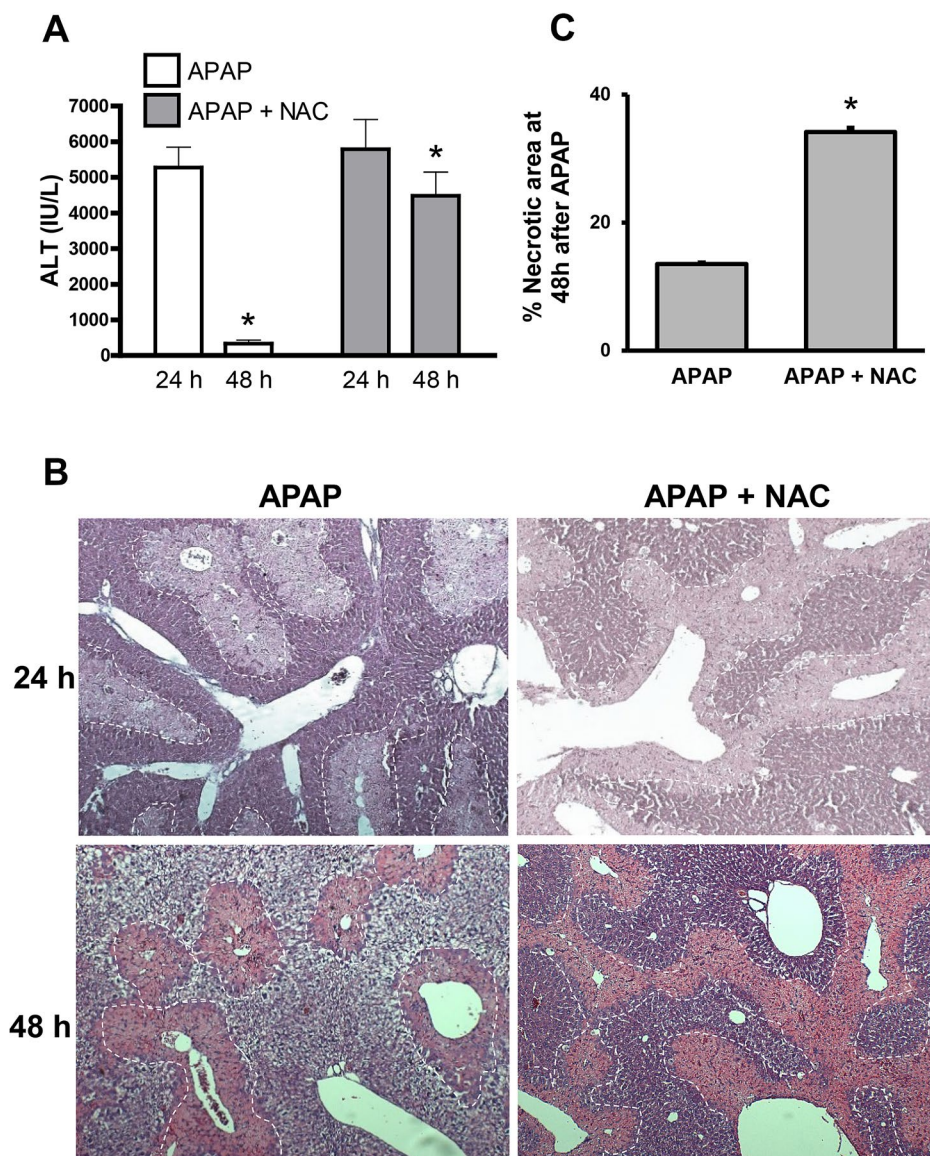 A
APAP
APAP + NAC
ALT (IU/L)
7000
6000
5000
4000
3000
2000
1000
0
*
*
24 h 48 h 24 h 48 h
C
% Necrotic area at
48h after APAP
40
20
0
*
APAP APAP + NAC
B
APAP APAP + NAC
24 h
48 h